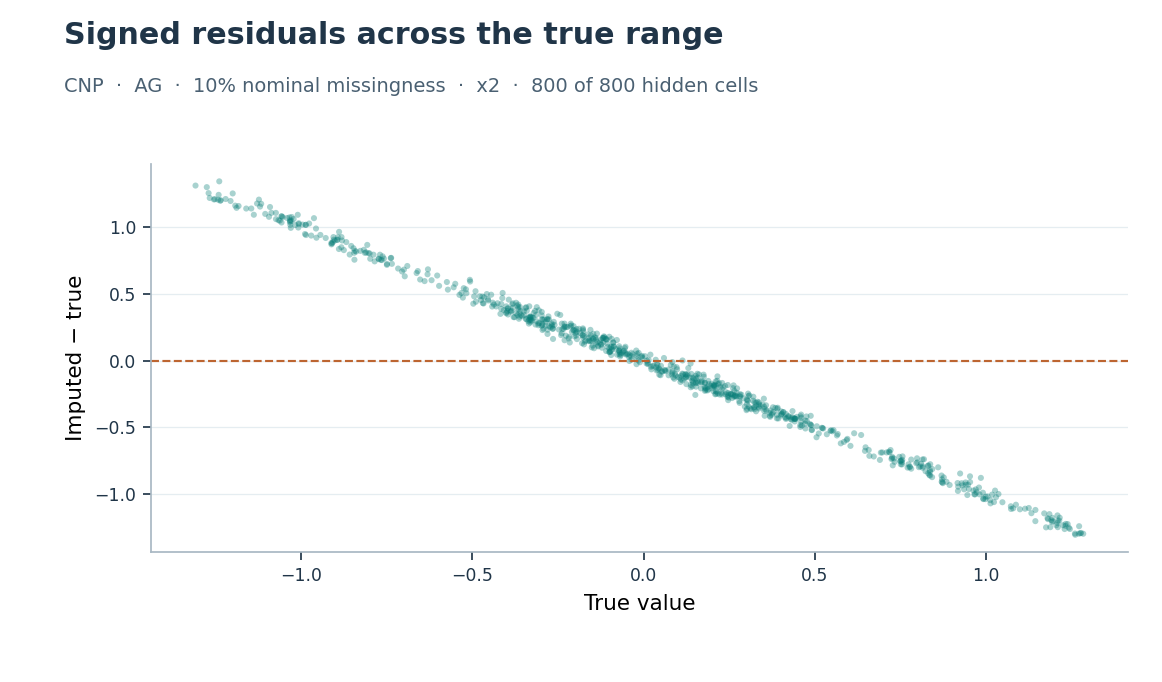 Signed residuals across the true range
CNP · AG · 10% nominal missingness · x2 · 800 of 800 hidden cells
Imputed − true
1.0
0.5
0.0
−0.5
−1.0
−1.0
−0.5
0.0
0.5
1.0
True value